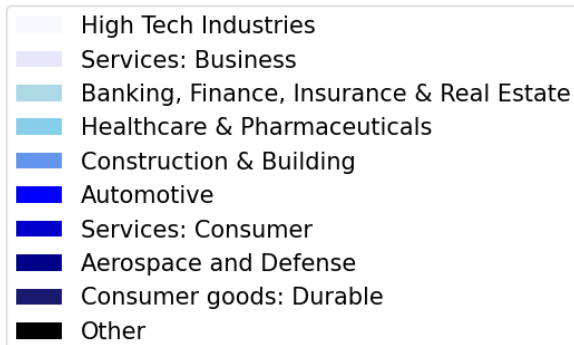 High Tech Industries
Services: Business
Banking, Finance, Insurance & Real Estate
Healthcare & Pharmaceuticals
Construction & Building
Automotive
Services: Consumer
Aerospace and Defense
Consumer goods: Durable
Other